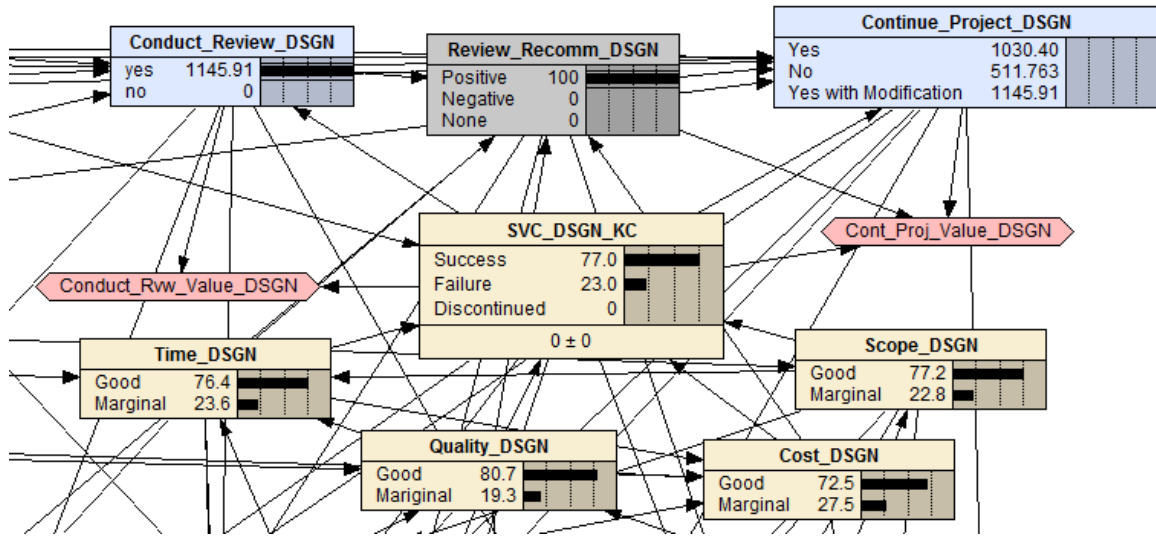 Conduct_Review_DSGN
yes 1145.91
no 0
Review_Recomm_DSGN
Positive 100
Negative 0
None 0
Continue_Project_DSGN
Yes 1030.40
No 511.763
Yes with Modification 1145.91
SVC_DSGN_KC
Success 77.0
Failure 23.0
Discontinued 0
0 ± 0
Cont_Proj_Value_DSGN
Conduct_Rvw_Value_DSGN
Time_DSGN
Good 76.4
Marginal 23.6
Scope_DSGN
Good 77.2
Marginal 22.8
Quality_DSGN
Good 80.7
Mariginal 19.3
Cost_DSGN
Good 72.5
Marginal 27.5